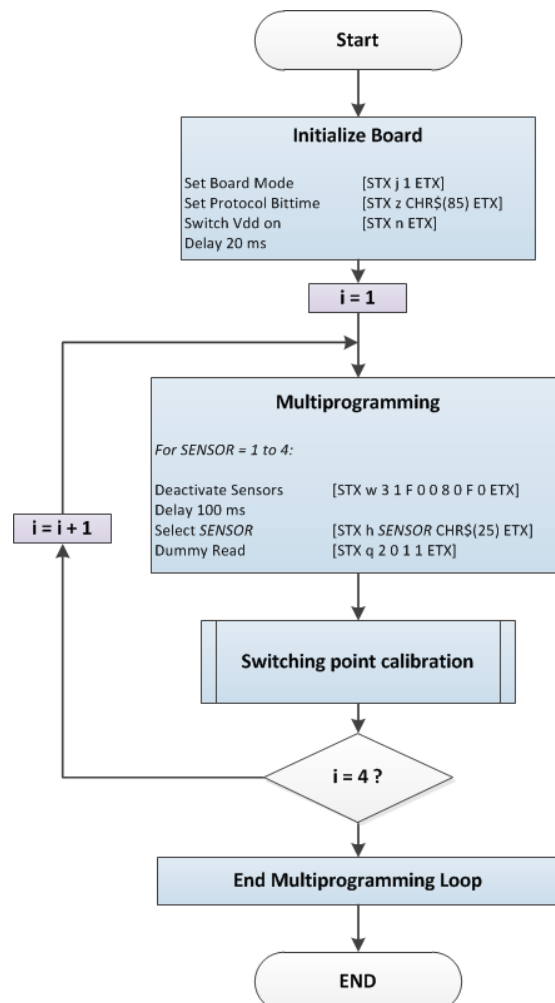 Start
Initialize Board
Set Board Mode [STX j 1 ETX]
Set Protocol Bittime [STX z CHR$(85) ETX]
Switch Vdd on [STX n ETX]
Delay 20 ms
i = 1
Multiprogramming
For SENSOR = 1 to 4:
Deactivate Sensors [STX w 3 1 F 0 0 8 0 F 0 ETX]
Delay 100 ms
Select SENSOR [STX h SENSOR CHR$(25) ETX]
Dummy Read [STX q 2 0 1 1 ETX]
i = i + 1
Switching point calibration
i = 4 ?
End Multiprogramming Loop
END